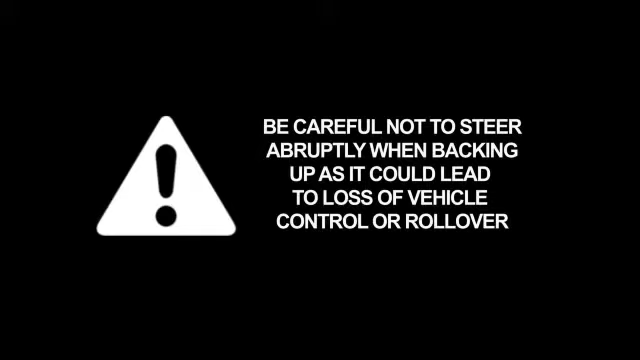 BE CAREFUL NOT TO STEER
ABRUPTLY WHEN BACKING
UP AS IT COULD LEAD
TO LOSS OF VEHICLE
CONTROL OR ROLLOVER